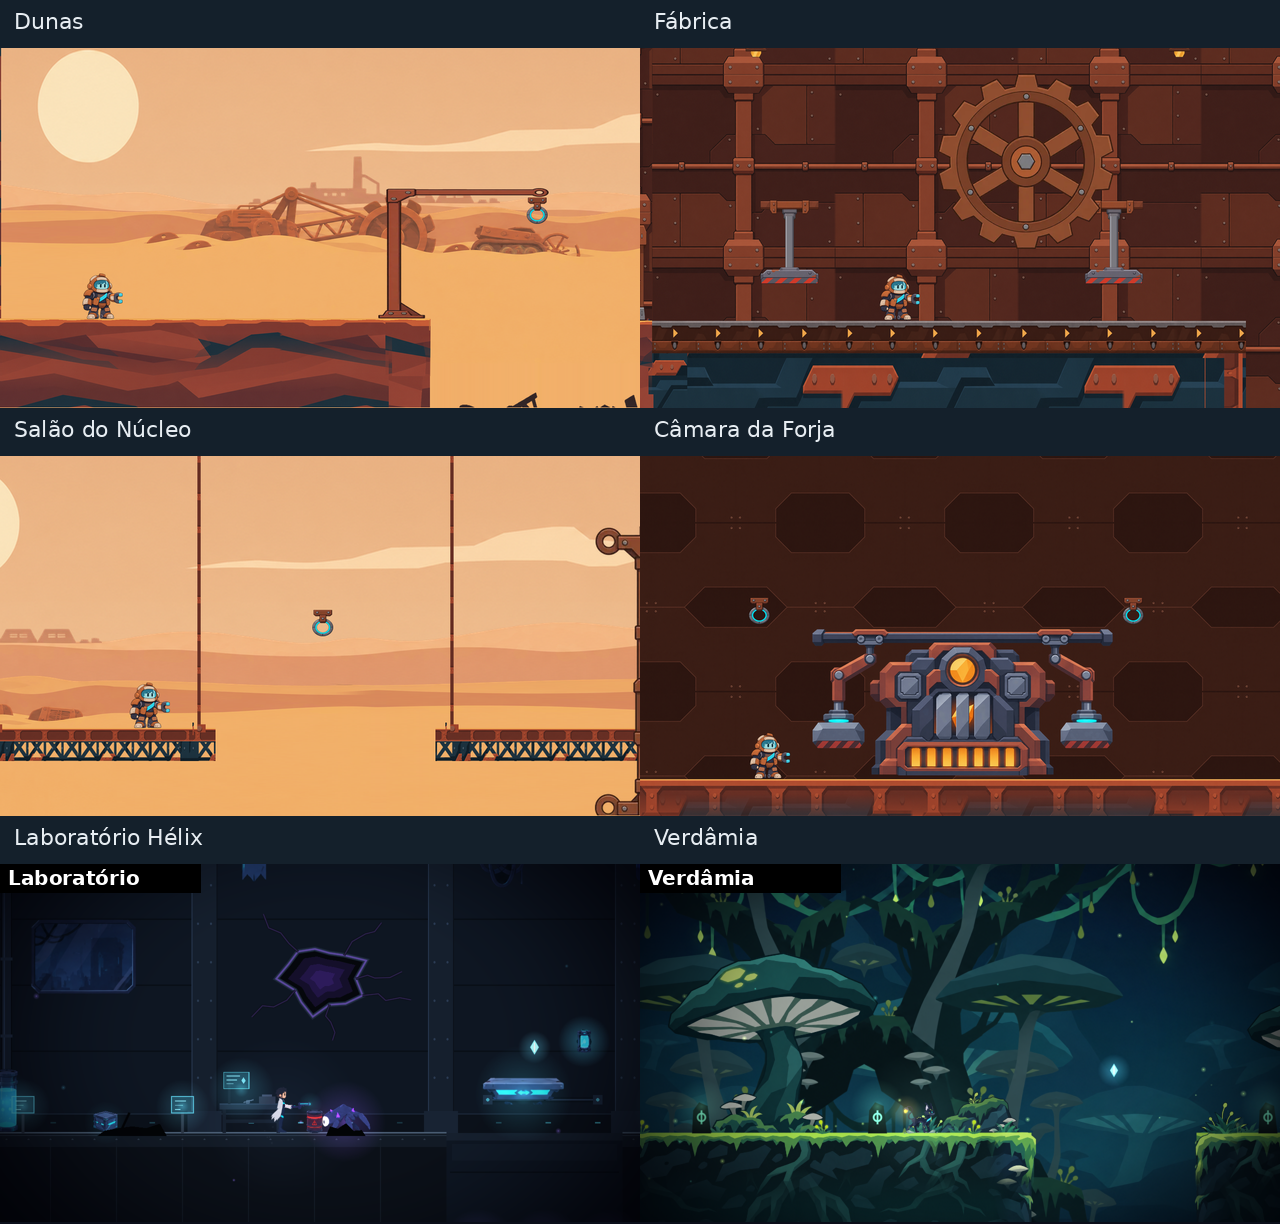 Dunas
Fábrica
Salão do Núcleo
Câmara da Forja
Laboratório Hélix
Verdâmia
Laboratório
Verdâmia